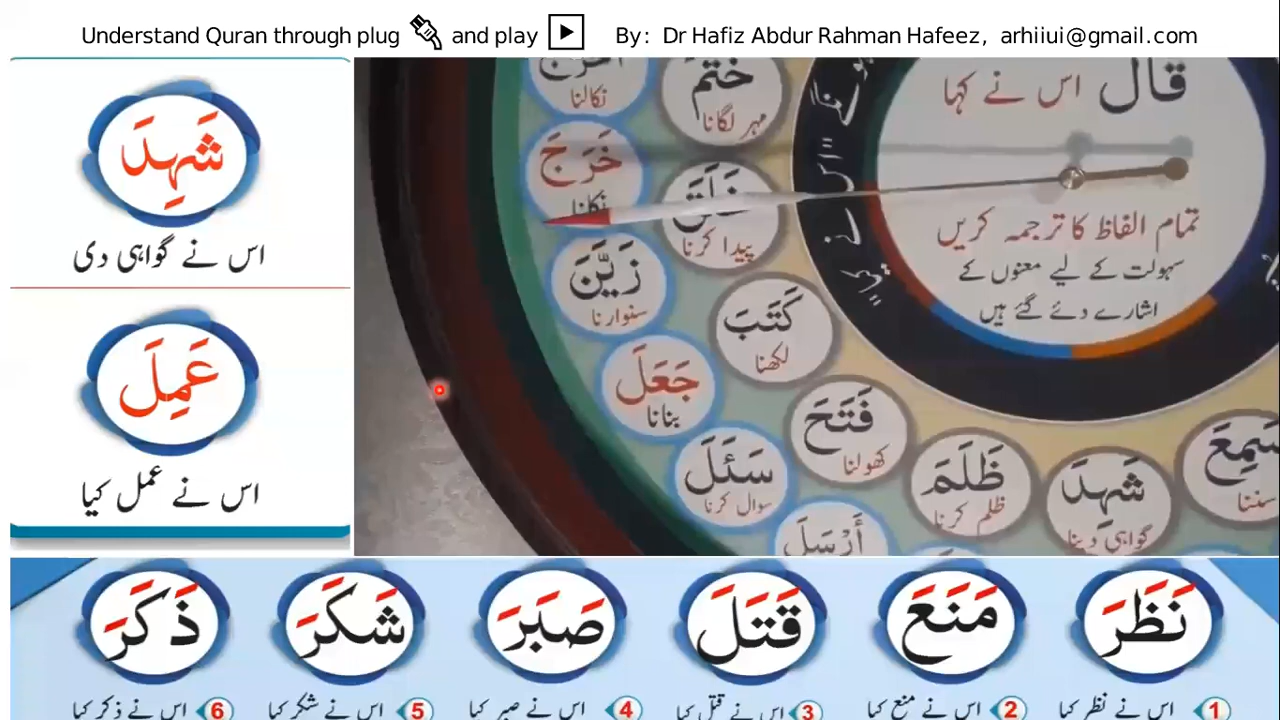 Understand Quran through plug and play By: Dr Hafiz Abdur Rahman Hafeez, arhiiui@gmail.com
شَهِدَ
اس نے گواہی دی
عَمِلَ
اس نے عمل کیا
قال اس نے کہا
تمام الفاظ کا ترجمہ کریں
سہولت کے لیے معنوں کے
اشارے دئے گئے ہیں
نکالنا
خَتَمَ
مہر لگانا
خَرَجَ
نکلنا
خَلَقَ
پیدا کرنا
زَيَّنَ
سنوارنا
كَتَبَ
لکھنا
جَعَلَ
بنانا
فَتَحَ
کھولنا
سَئَلَ
سوال کرنا
ظَلَمَ
ظلم کرنا
شَهِدَ
گواہی دینا
سَمِعَ
سننا
أَرْسَلَ
نَظَرَ
اس نے نظر کیا 1
مَنَعَ
اس نے منع کیا 2
قَتَلَ
اس نے قتل کیا 3
صَبَرَ
اس نے صبر کیا 4
شَكَرَ
اس نے شکر کیا 5
ذَكَرَ
اس نے ذکر کیا 6